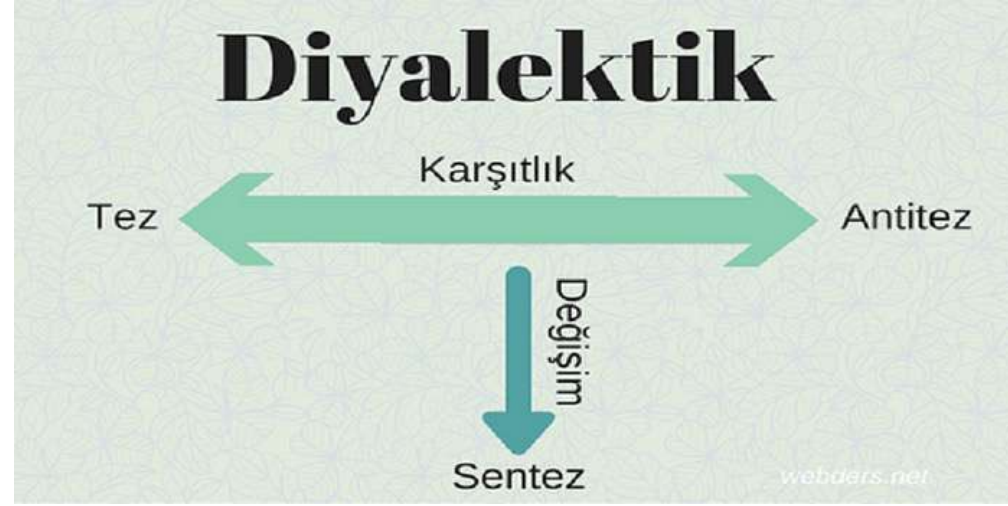 Diyalektik
Karşıtlık
Tez
Antitez
Değişim
Sentez
webders.net